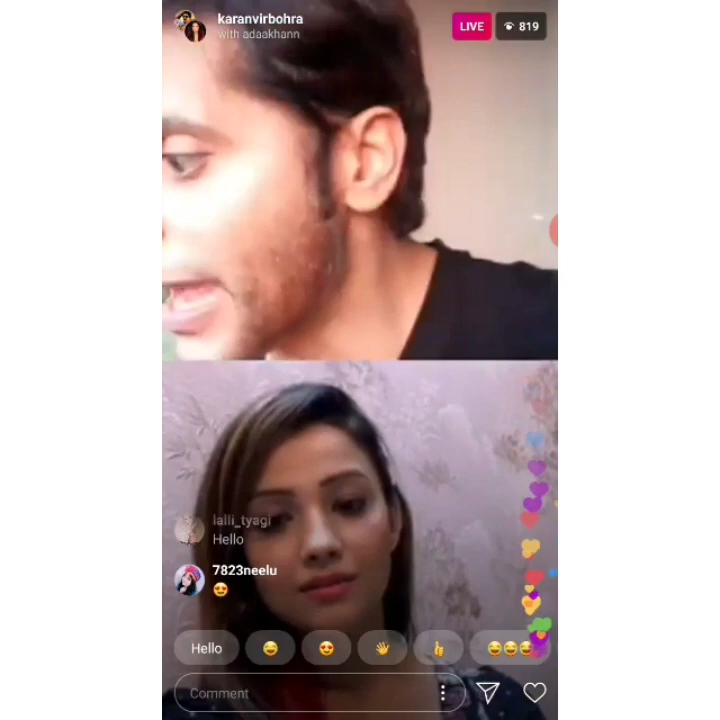 karanvirbohra
with adaakhann
LIVE
819
lalli_tyagi
Hello
7823neelu
😍
Hello 😂 😍 👋 👍 😂😂😂
Comment